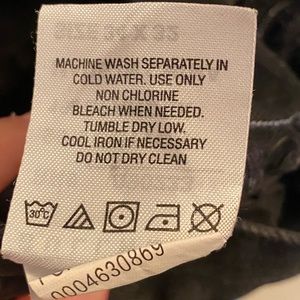 MACHINE WASH SEPARATELY IN
COLD WATER. USE ONLY
NON CHLORINE
BLEACH WHEN NEEDED.
TUMBLE DRY LOW.
COOL IRON IF NECESSARY
DO NOT DRY CLEAN
30°C
0004630869